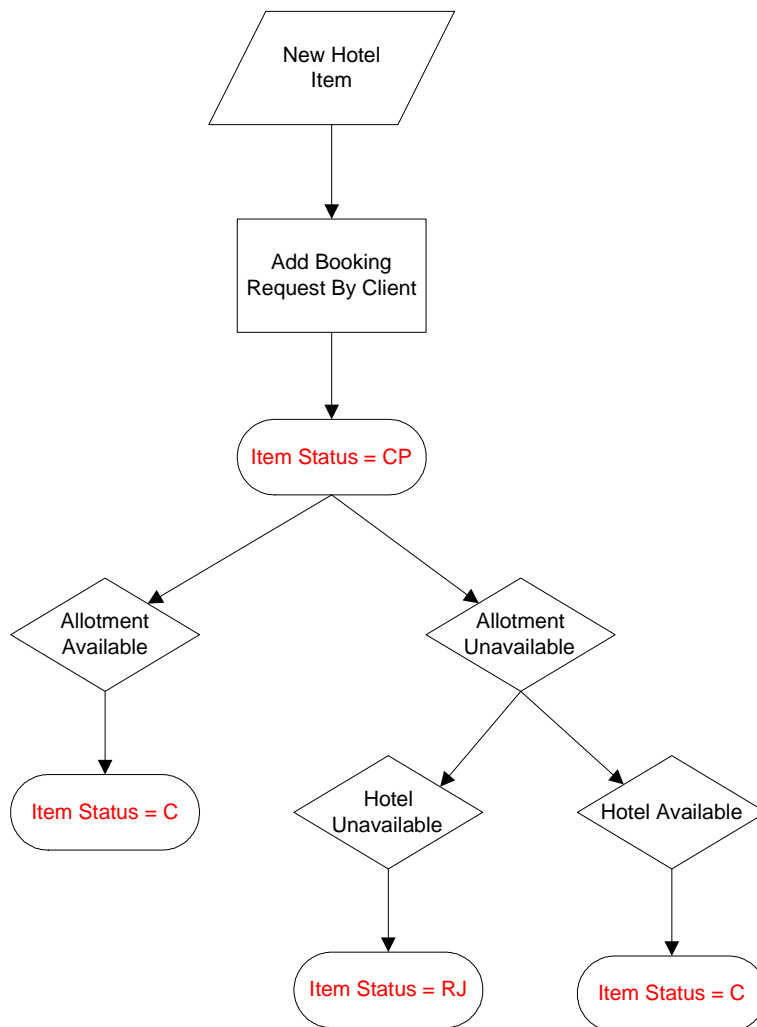 New Hotel
Item
Add Booking
Request By Client
Item Status = CP
Allotment
Available
Allotment
Unavailable
Item Status = C
Hotel
Unavailable
Hotel Available
Item Status = RJ
Item Status = C